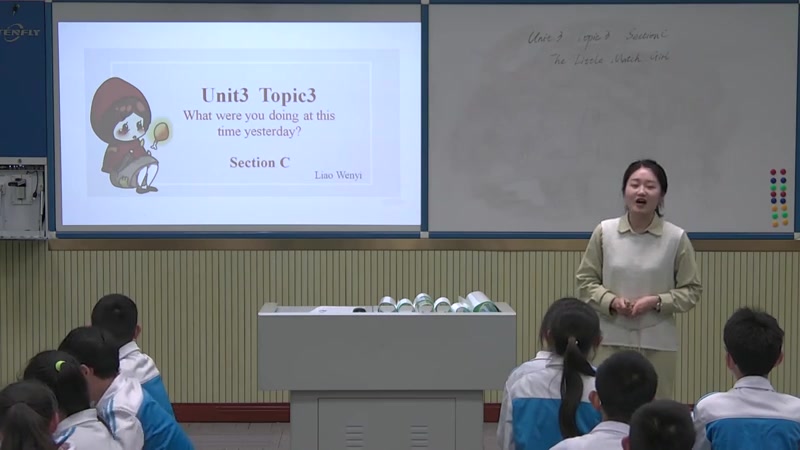 Unit3 Topic3
What were you doing at this
time yesterday?
Section C
Liao Wenyi
Unit 3 Topic 3 Section C
The Little Match Girl